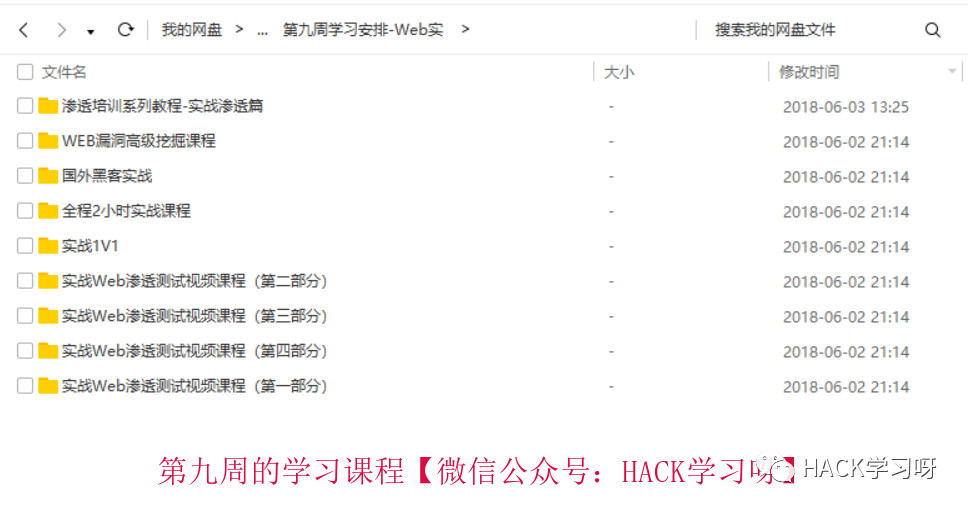 我的网盘 > ... 第九周学习安排-Web实 > 搜索我的网盘文件
文件名 大小 修改时间
渗透培训系列教程-实战渗透篇 - 2018-06-03 13:25
WEB漏洞高级挖掘课程 - 2018-06-02 21:14
国外黑客实战 - 2018-06-02 21:14
全程2小时实战课程 - 2018-06-02 21:14
实战1V1 - 2018-06-02 21:14
实战Web渗透测试视频课程（第二部分） - 2018-06-02 21:14
实战Web渗透测试视频课程（第三部分） - 2018-06-02 21:14
实战Web渗透测试视频课程（第四部分） - 2018-06-02 21:14
实战Web渗透测试视频课程（第一部分） - 2018-06-02 21:14
第九周的学习课程【微信公众号：HACK学习呀】
HACK学习呀